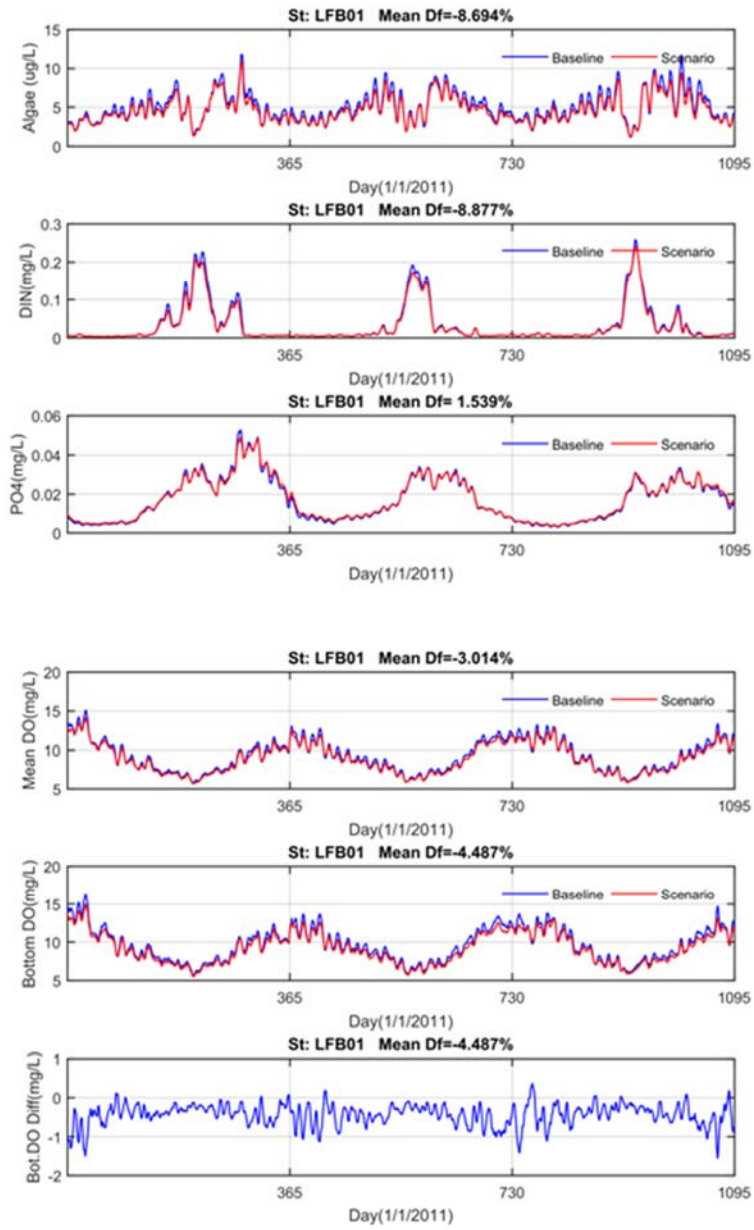 St: LFB01 Mean Df=-8.694%
15
10
5
0
Algae (ug/L)
Baseline Scenario
365 730 1095
Day(1/1/2011)
St: LFB01 Mean Df=-8.877%
0.3
0.2
0.1
0
DIN(mg/L)
Baseline Scenario
365 730 1095
Day(1/1/2011)
St: LFB01 Mean Df= 1.539%
0.06
0.04
0.02
0
PO4(mg/L)
Baseline Scenario
365 730 1095
Day(1/1/2011)
St: LFB01 Mean Df=-3.014%
20
15
10
5
Mean DO(mg/L)
Baseline Scenario
365 730 1095
Day(1/1/2011)
St: LFB01 Mean Df=-4.487%
20
15
10
5
Bottom DO(mg/L)
Baseline Scenario
365 730 1095
Day(1/1/2011)
St: LFB01 Mean Df=-4.487%
1
0
-1
-2
Bot.DO Diff(mg/L)
365 730 1095
Day(1/1/2011)